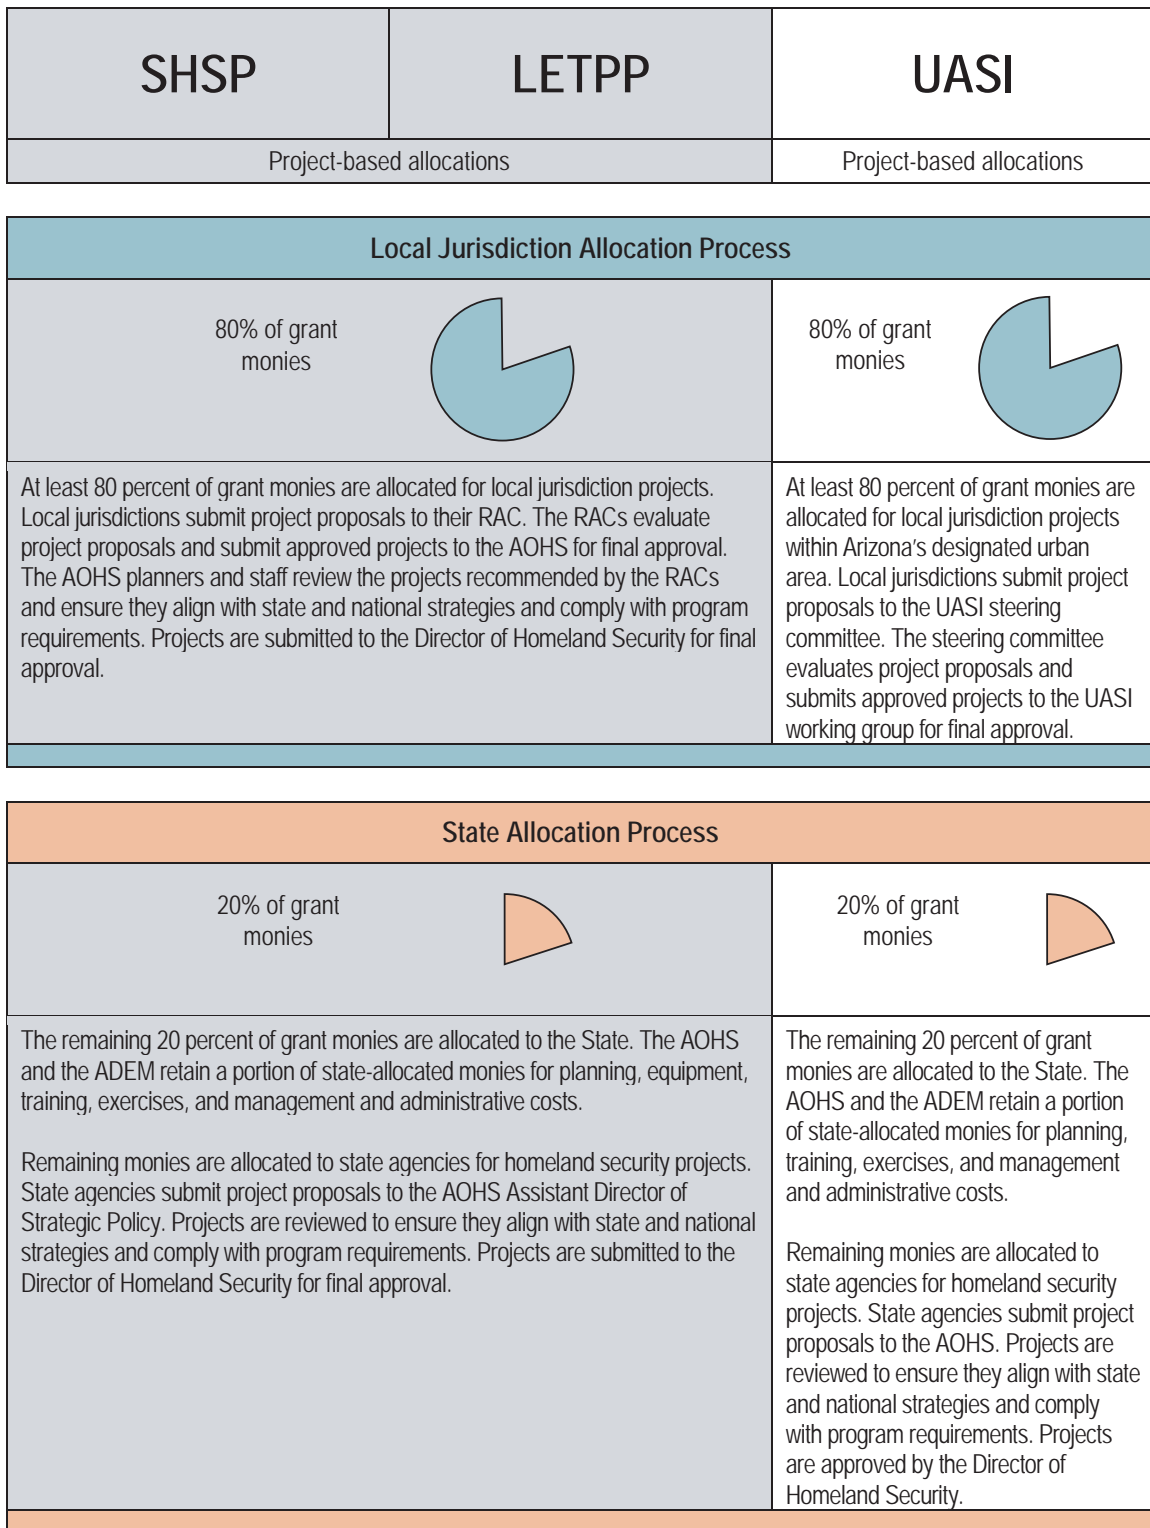 SHSP
LETPP
UASI
Project-based allocations
Project-based allocations
Local Jurisdiction Allocation Process
80% of grant
monies
80% of grant
monies
At least 80 percent of grant monies are allocated for local jurisdiction projects.
Local jurisdictions submit project proposals to their RAC. The RACs evaluate
project proposals and submit approved projects to the AOHS for final approval.
The AOHS planners and staff review the projects recommended by the RACs
and ensure they align with state and national strategies and comply with program
requirements. Projects are submitted to the Director of Homeland Security for final
approval.
At least 80 percent of grant monies are
allocated for local jurisdiction projects
within Arizona's designated urban
area. Local jurisdictions submit project
proposals to the UASI steering
committee. The steering committee
evaluates project proposals and
submits approved projects to the UASI
working group for final approval.
State Allocation Process
20% of grant
monies
20% of grant
monies
The remaining 20 percent of grant monies are allocated to the State. The AOHS
and the ADEM retain a portion of state-allocated monies for planning, equipment,
training, exercises, and management and administrative costs.
Remaining monies are allocated to state agencies for homeland security projects.
State agencies submit project proposals to the AOHS Assistant Director of
Strategic Policy. Projects are reviewed to ensure they align with state and national
strategies and comply with program requirements. Projects are submitted to the
Director of Homeland Security for final approval.
The remaining 20 percent of grant
monies are allocated to the State. The
AOHS and the ADEM retain a portion
of state-allocated monies for planning,
training, exercises, and management
and administrative costs.
Remaining monies are allocated to
state agencies for homeland security
projects. State agencies submit project
proposals to the AOHS. Projects are
reviewed to ensure they align with state
and national strategies and comply
with program requirements. Projects
are approved by the Director of
Homeland Security.